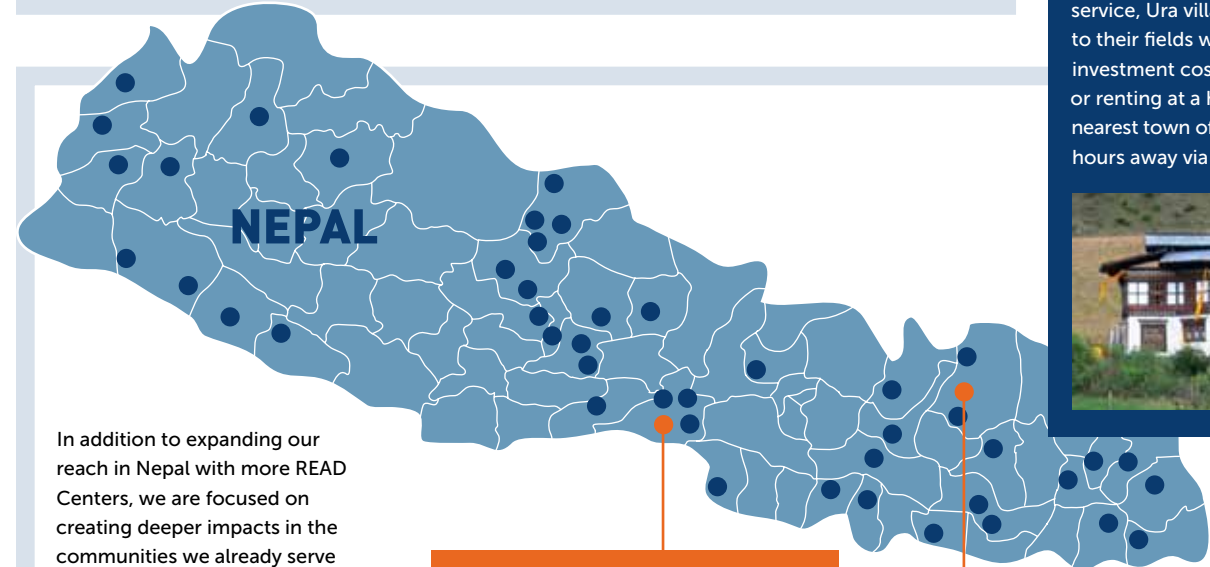 service, Ura
to their fields
investment
or renting at a
nearest town
hours away via
NEPAL
In addition to expanding our
reach in Nepal with more READ
Centers, we are focused on
creating deeper impacts in the
communities we already serve